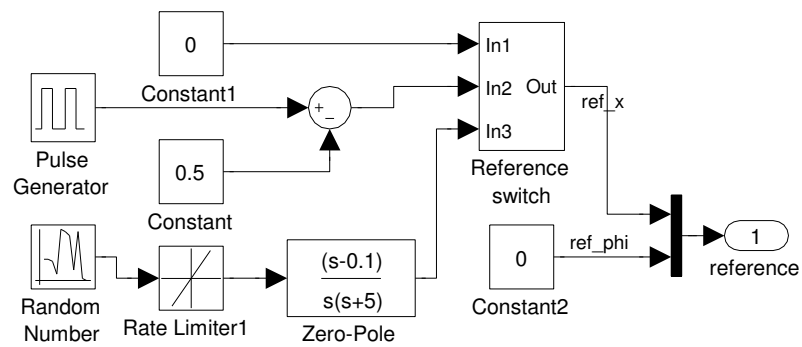 0
Constant1
In1
In2
In3
Out
Reference
switch
ref_x
+
_
Pulse
Generator
0.5
Constant
Random
Number
Rate Limiter1
(s-0.1)
s(s+5)
Zero-Pole
0
Constant2
ref_phi
1
reference